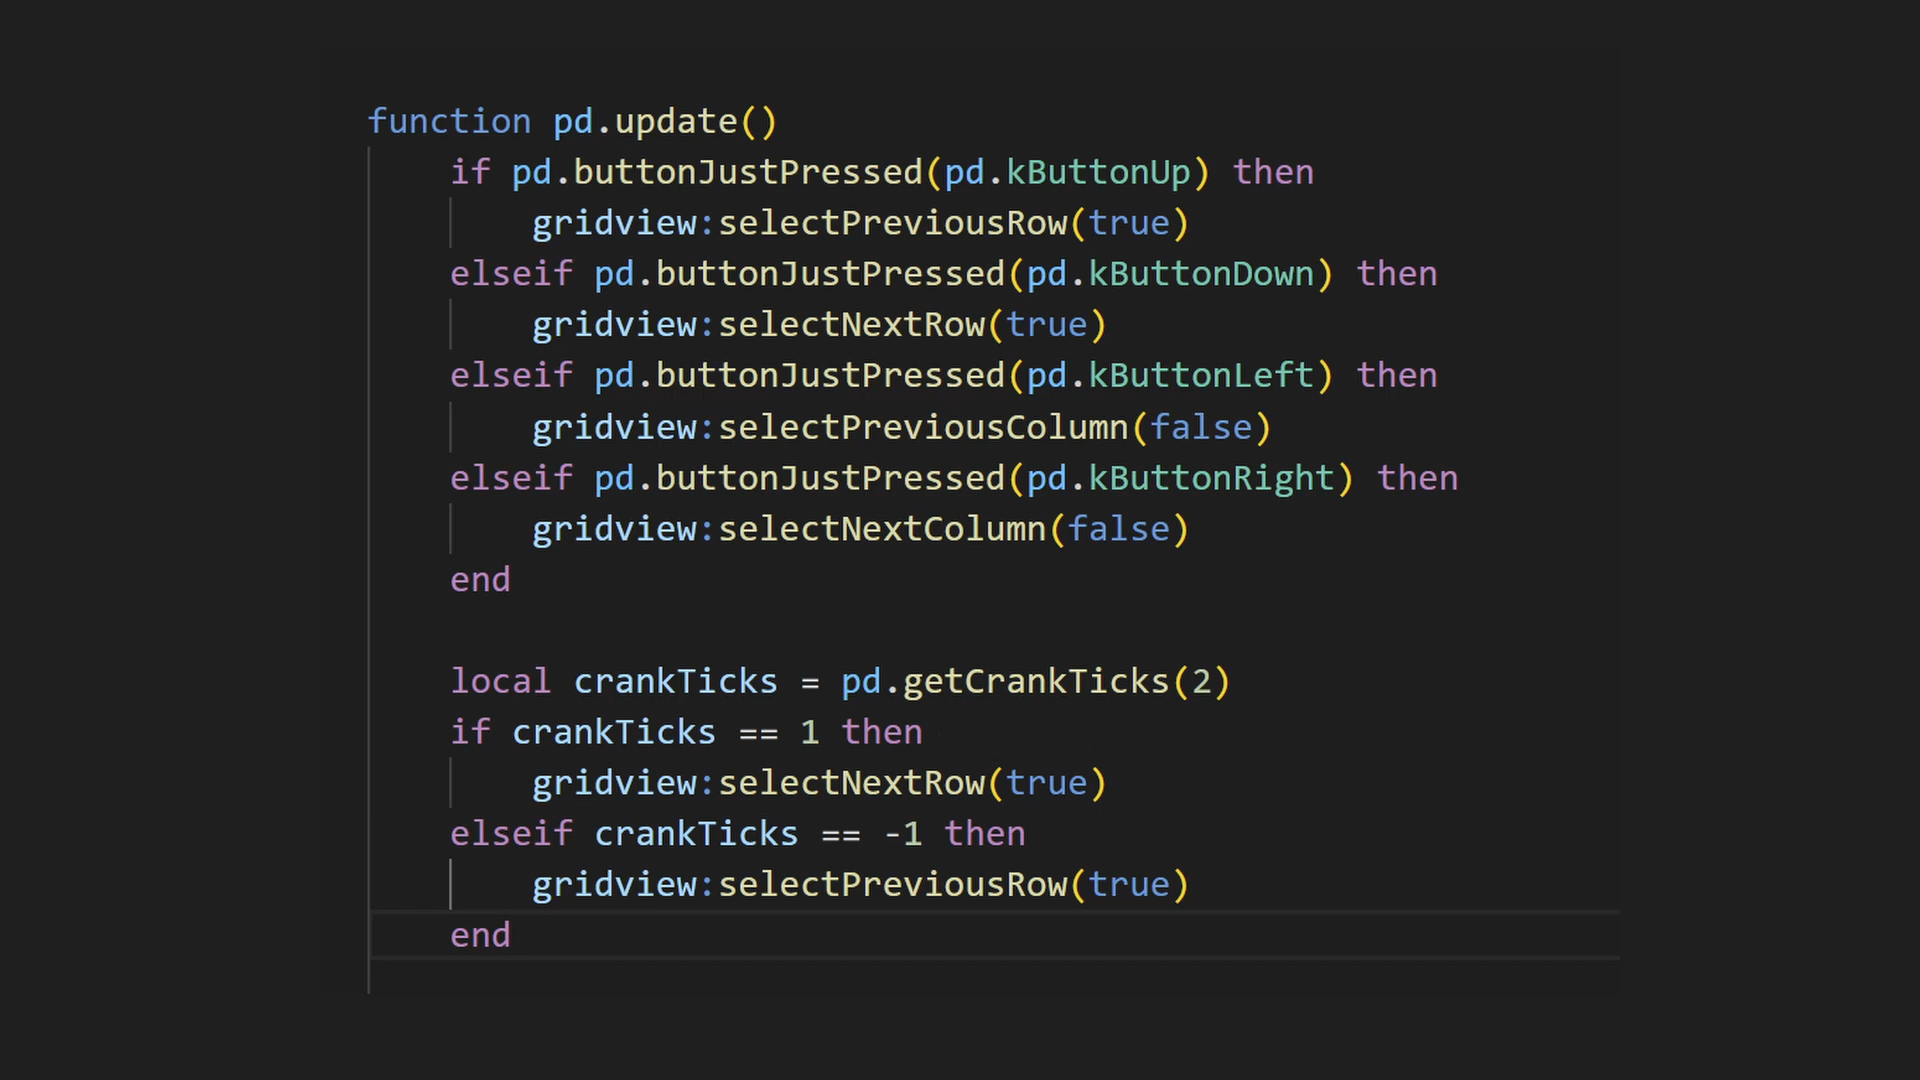 function pd.update()
    if pd.buttonJustPressed(pd.kButtonUp) then
        gridview:selectPreviousRow(true)
    elseif pd.buttonJustPressed(pd.kButtonDown) then
        gridview:selectNextRow(true)
    elseif pd.buttonJustPressed(pd.kButtonLeft) then
        gridview:selectPreviousColumn(false)
    elseif pd.buttonJustPressed(pd.kButtonRight) then
        gridview:selectNextColumn(false)
    end

    local crankTicks = pd.getCrankTicks(2)
    if crankTicks == 1 then
        gridview:selectNextRow(true)
    elseif crankTicks == -1 then
        gridview:selectPreviousRow(true)
    end